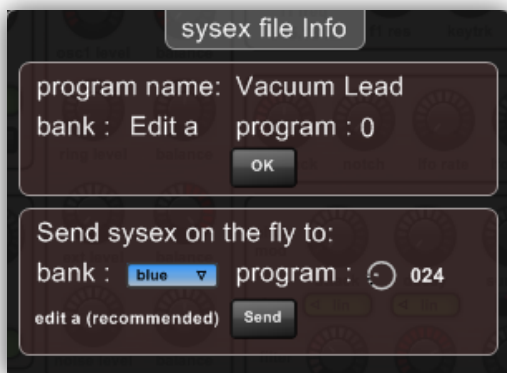 sysex file Info
program name: Vacuum Lead
bank : Edit a program : 0
OK
Send sysex on the fly to:
bank : blue program : 024
edit a (recommended) Send